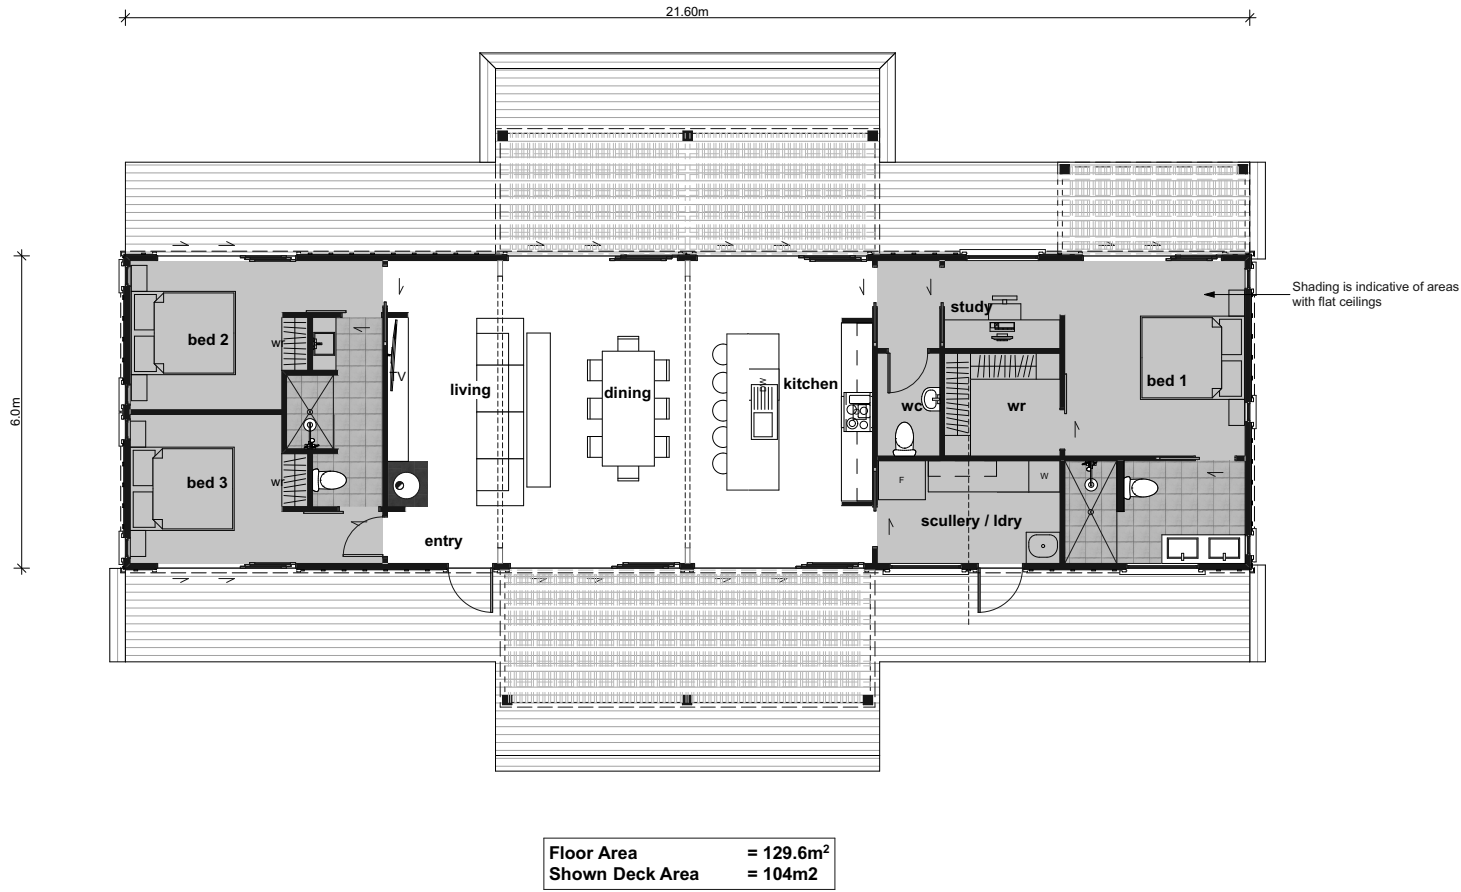 21.60m
Shading is indicative of areas
with flat ceilings
study
bed 2
wr
TV
living
dining
DW
kitchen
bed 1
wc
wr
6.0m
bed 3
wr
F
W
scullery / ldry
entry
Floor Area = 129.6m²
Shown Deck Area = 104m2